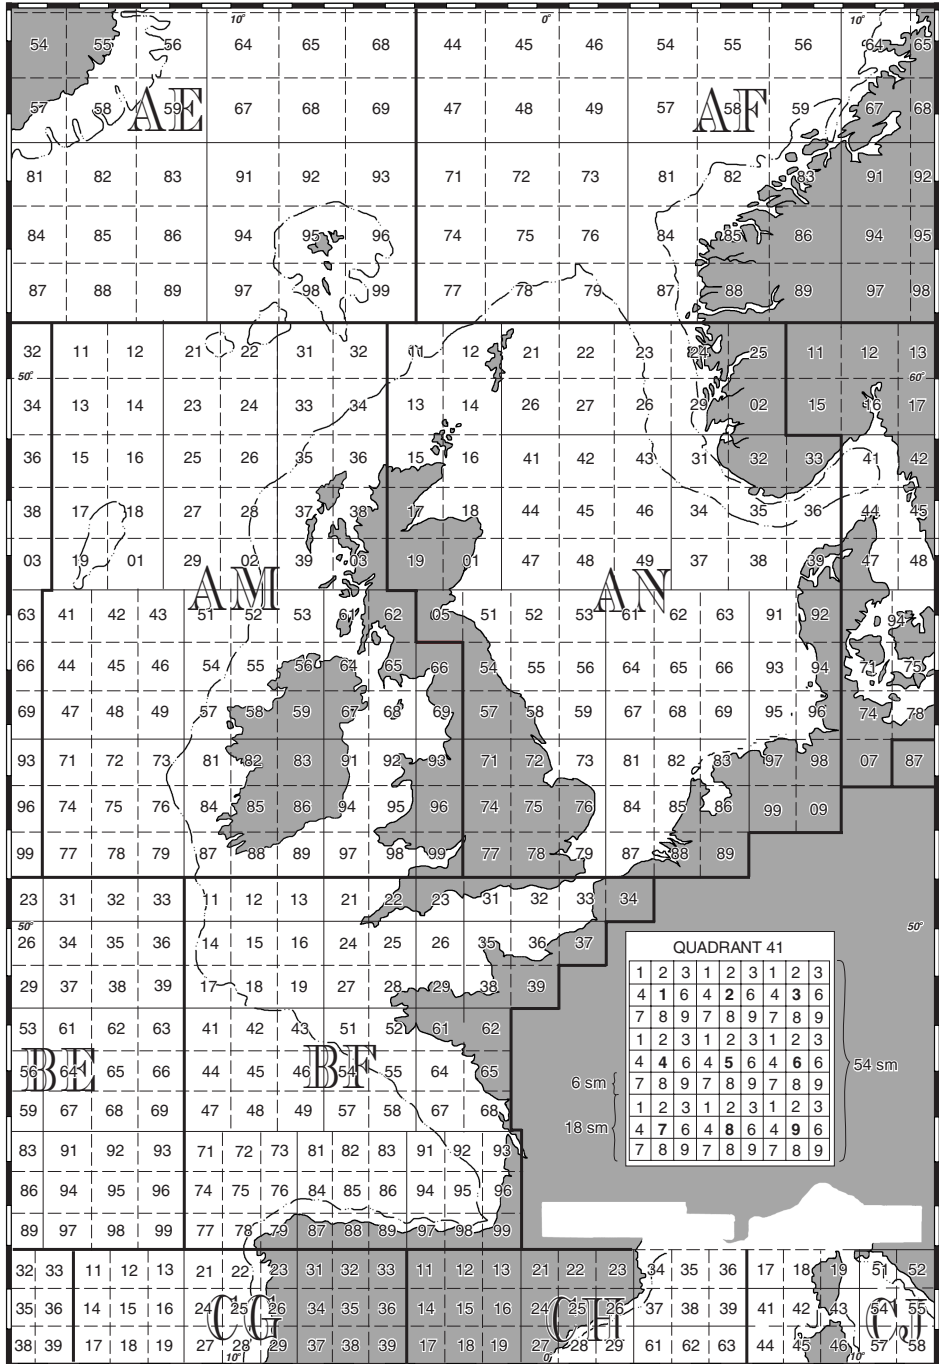 10° 0° 10°
54 55 56 64 65 68 44 45 46 54 55 56 64 65
57 58 59 67 68 69 47 48 49 57 58 59 67 68
AE AF
81 82 83 91 92 93 71 72 73 81 82 83 91 92
84 85 86 94 95 96 74 75 76 84 85 86 94 95
87 88 89 97 98 99 77 78 79 87 88 89 97 98
32 11 12 21 22 31 32 11 12 21 22 23 24 25 11 12 13
50° 60°
34 13 14 23 24 33 34 13 14 26 27 26 29 02 15 16 17
36 15 16 25 26 35 36 15 16 41 42 43 31 32 33 41 42
38 17 18 27 28 37 38 17 18 44 45 46 34 35 36 44 45
03 19 01 29 02 39 03 19 01 47 48 49 37 38 39 47 48
AM AN
63 41 42 43 51 52 53 61 62 05 51 52 53 61 62 63 91 92 94
66 44 45 46 54 55 56 64 65 66 54 55 56 64 65 66 93 94 71 75
69 47 48 49 57 58 59 67 68 69 57 58 59 67 68 69 95 96 74 78
93 71 72 73 81 82 83 91 92 93 71 72 73 81 82 83 97 98 07 87
96 74 75 76 84 85 86 94 95 96 74 75 76 84 85 86 99 09
99 77 78 79 87 88 89 97 98 99 77 78 79 87 88 89
23 31 32 33 11 12 13 21 22 23 31 32 33 34
50° 50°
26 34 35 36 14 15 16 24 25 26 35 36 37
29 37 38 39 17 18 19 27 28 29 38 39
53 61 62 63 41 42 43 51 52 61 62
BE BF
56 64 65 66 44 45 46 54 55 64 65
59 67 68 69 47 48 49 57 58 67 68
83 91 92 93 71 72 73 81 82 83 91 92 93
86 94 95 96 74 75 76 84 85 86 94 95 96
89 97 98 99 77 78 79 87 88 89 97 98 99
QUADRANT 41
1 2 3 1 2 3 1 2 3
4 1 6 4 2 6 4 3 6
7 8 9 7 8 9 7 8 9
1 2 3 1 2 3 1 2 3
4 4 6 4 5 6 4 6 6
7 8 9 7 8 9 7 8 9
1 2 3 1 2 3 1 2 3
4 7 6 4 8 6 4 9 6
7 8 9 7 8 9 7 8 9
54 sm
6 sm
18 sm
32 33 11 12 13 21 22 23 31 32 33 11 12 13 21 22 23 34 35 36 17 18 19 51 52
35 36 14 15 16 24 25 26 34 35 36 14 15 16 24 25 26 37 38 39 41 42 43 54 55
CG CH CJ
38 39 17 18 19 27 28 29 37 38 39 17 18 19 27 28 29 61 62 63 44 45 46 57 58
10° 0° 10°